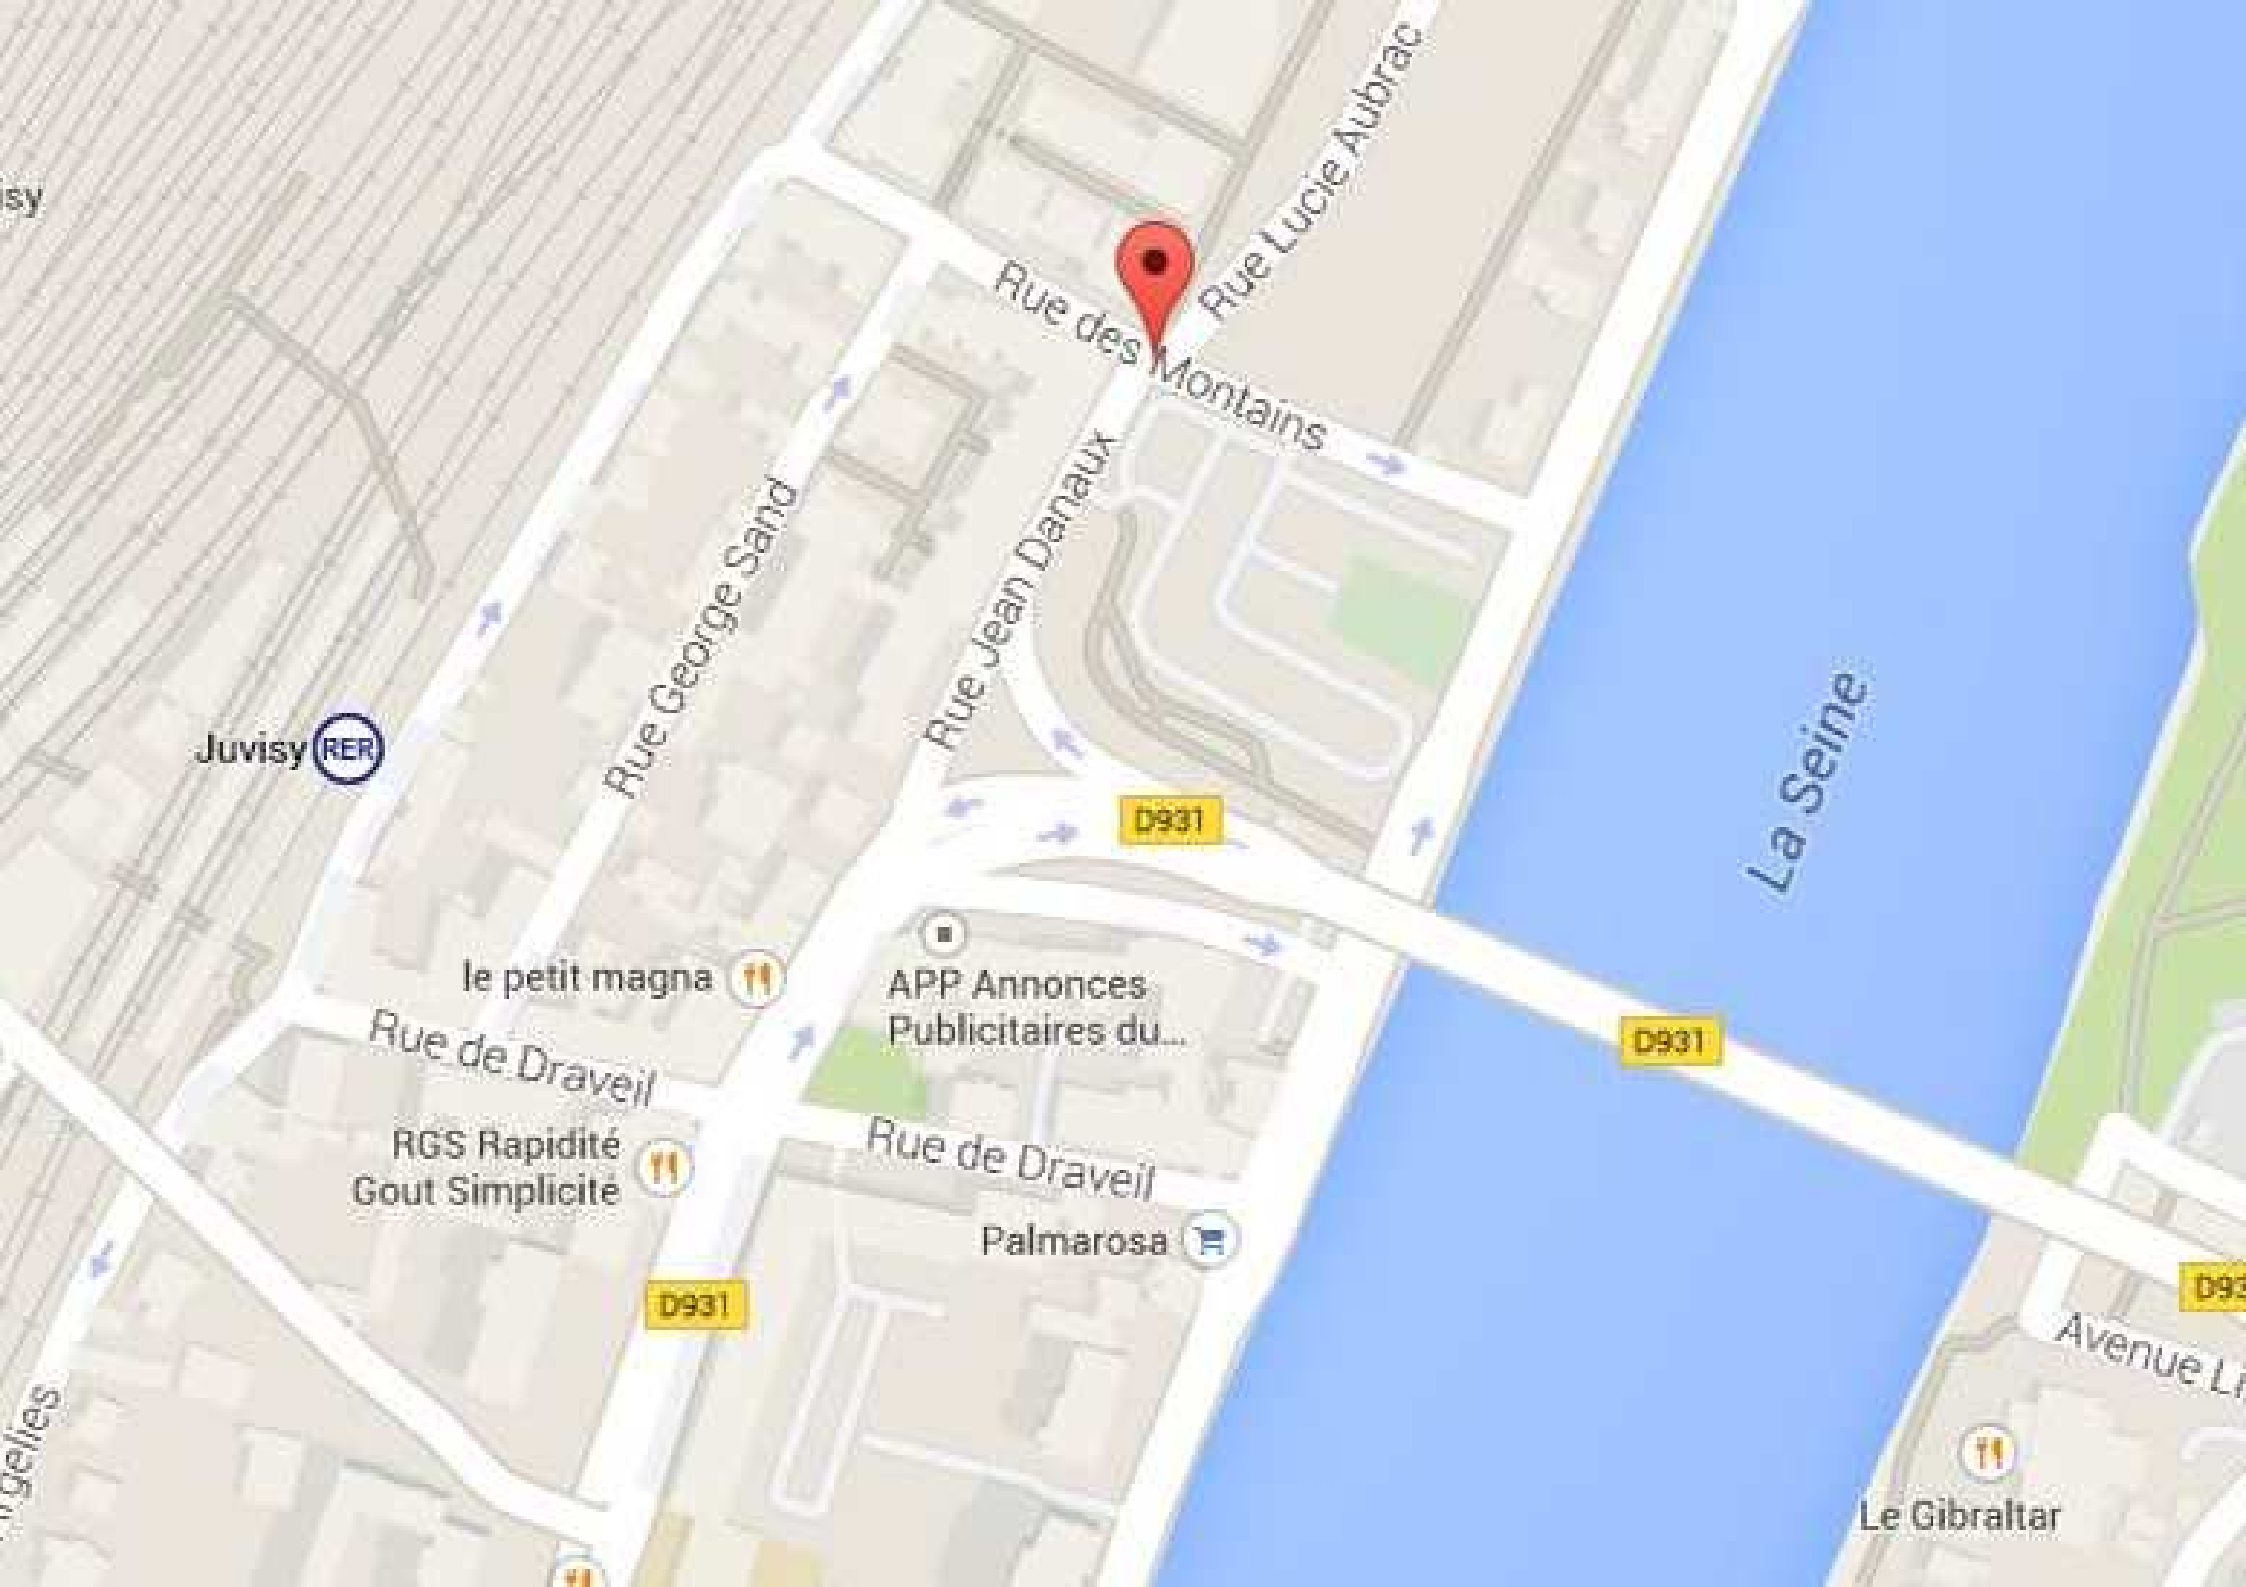 isy
Rue Lucie Aubrac
Rue des Montains
Rue Jean Danaux
Rue George Sand
Juvisy RER
La Seine
D931
le petit magna
APP Annonces
Publicitaires du...
D931
Rue de Draveil
Rue de Draveil
RGS Rapidité
Gout Simplicité
Palmarosa
D931
D93
Avenue Li
rgelies
Le Gibraltar